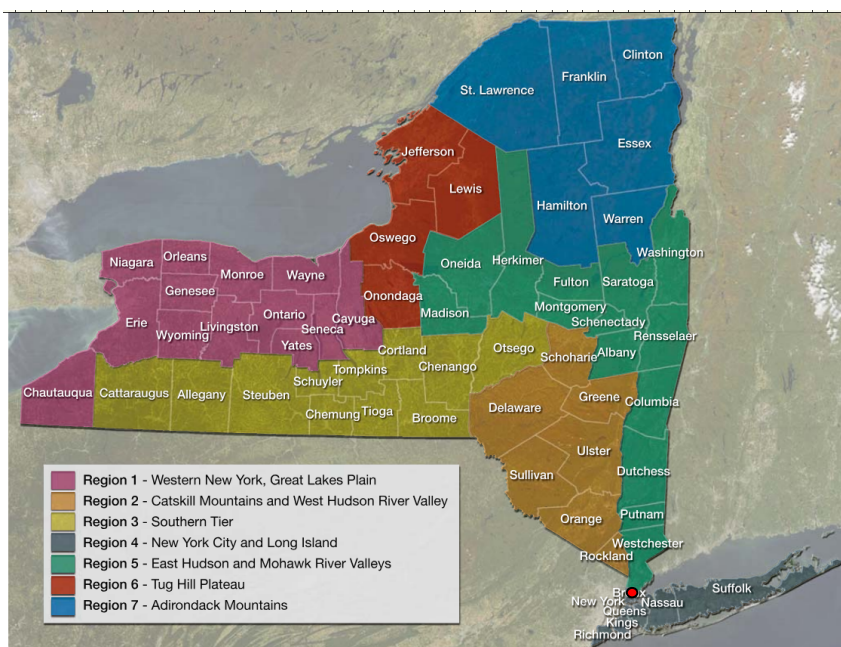 Clinton
Franklin
St. Lawrence
Essex
Jefferson
Lewis
Hamilton
Warren
Oswego
Washington
Orleans
Niagara
Oneida
Herkimer
Monroe
Wayne
Fulton
Saratoga
Genesee
Onondaga
Montgomery
Madison
Ontario
Cayuga
Schenectady
Erie
Livingston
Seneca
Wyoming
Rensselaer
Yates
Otsego
Cortland
Schoharie
Albany
Chenango
Tompkins
Schuyler
Chautauqua
Cattaraugus
Allegany
Steuben
Greene
Columbia
Delaware
Chemung
Tioga
Broome
Ulster
Sullivan
Dutchess
Putnam
Orange
Westchester
Rockland
Suffolk
New York
Nassau
Queens
Kings
Richmond
Region 1 - Western New York, Great Lakes Plain
Region 2 - Catskill Mountains and West Hudson River Valley
Region 3 - Southern Tier
Region 4 - New York City and Long Island
Region 5 - East Hudson and Mohawk River Valleys
Region 6 - Tug Hill Plateau
Region 7 - Adirondack Mountains